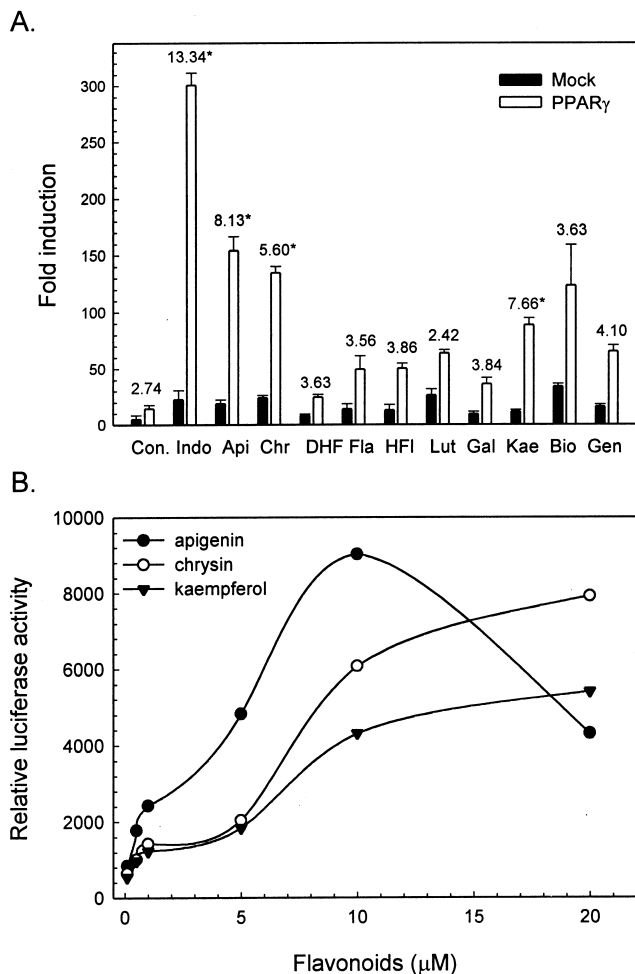 A.
Fold induction
300
250
200
150
100
50
0
Mock
PPARγ
2.74
13.34*
8.13*
5.60*
3.63
3.56
3.86
2.42
3.84
7.66*
3.63
4.10
Con. Indo Api Chr DHF Fla HFl Lut Gal Kae Bio Gen
B.
Relative luciferase activity
10000
8000
6000
4000
2000
0
apigenin
chrysin
kaempferol
0 5 10 15 20
Flavonoids (μM)